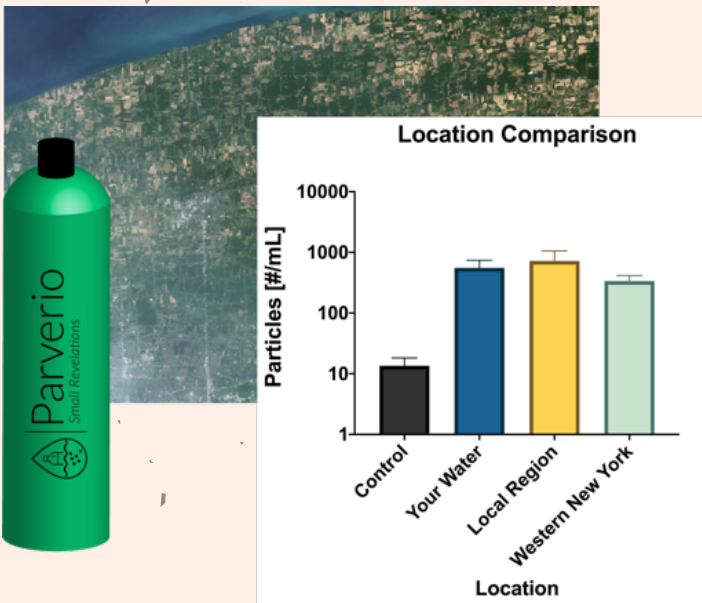 Parverio
Small Revelations
Location Comparison
Particles [#/mL]
10000
1000
100
10
1
Control
Your Water
Local Region
Western New York
Location